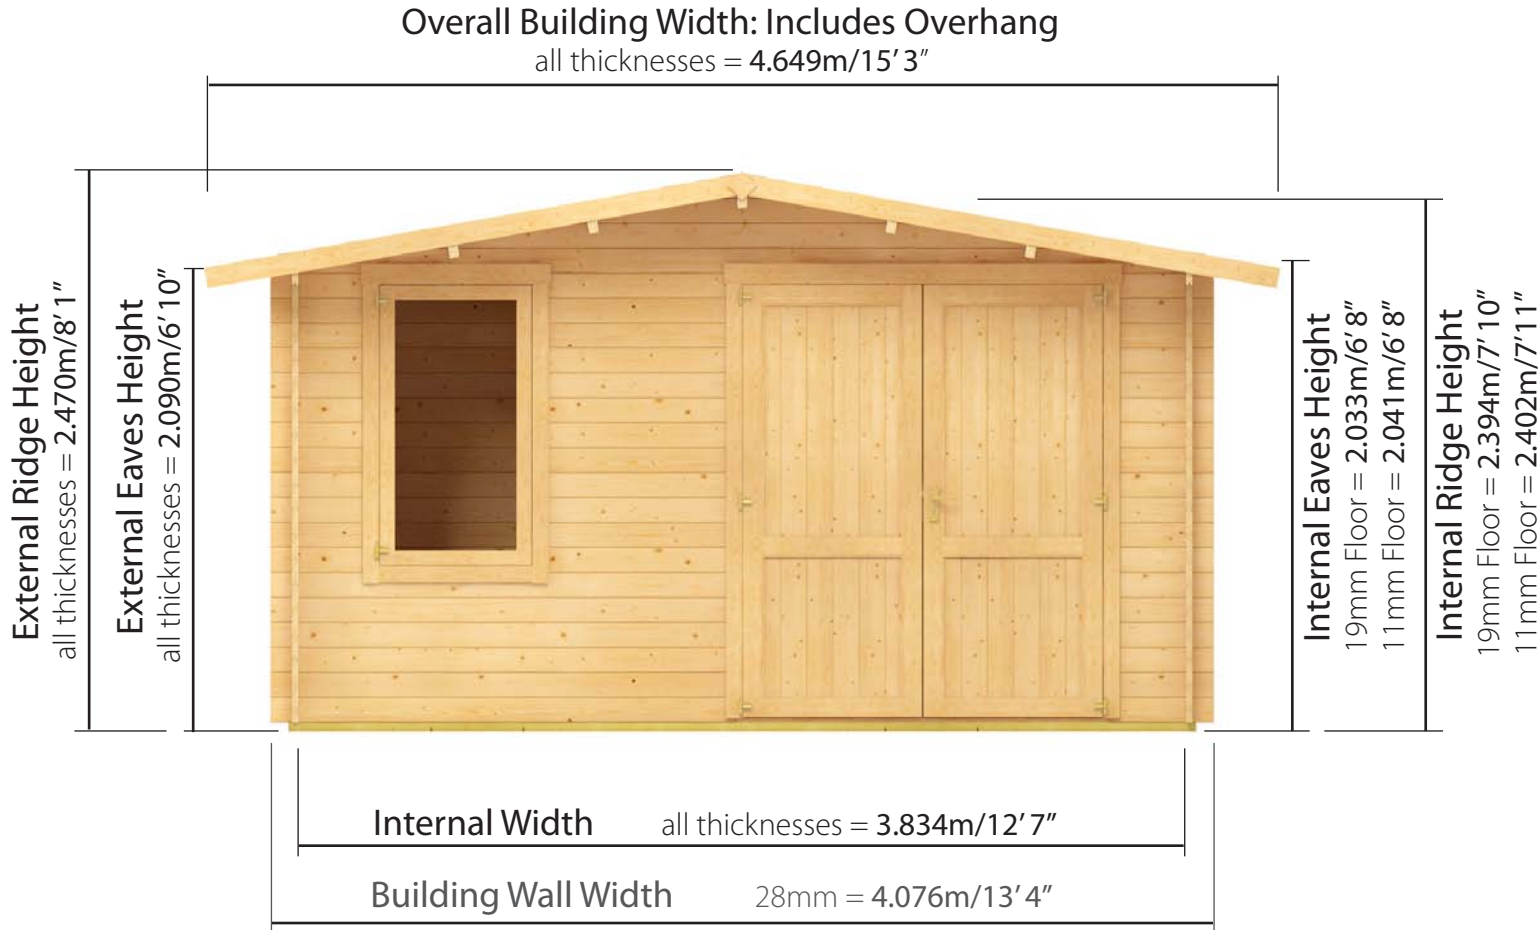 Overall Building Width: Includes Overhang
all thicknesses = 4.649m/15’ 3”
External Ridge Height
all thicknesses = 2.470m/8’ 1”
External Eaves Height
all thicknesses = 2.090m/6’ 10”
Internal Eaves Height
19mm Floor = 2.033m/6’ 8”
11mm Floor = 2.041m/6’ 8”
Internal Ridge Height
19mm Floor = 2.394m/7’ 10”
11mm Floor = 2.402m/7’ 11”
Internal Width all thicknesses = 3.834m/12’ 7”
Building Wall Width 28mm = 4.076m/13’ 4”